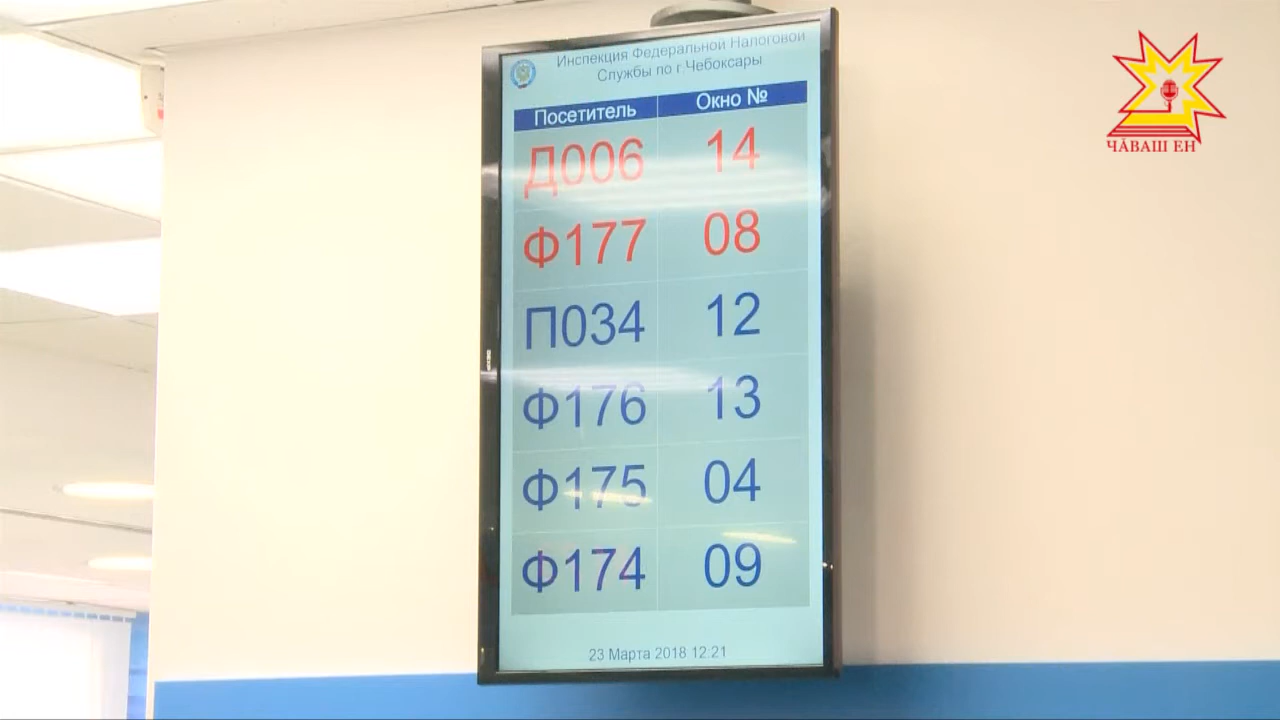 Инспекция Федеральной Налоговой
Службы по г.Чебоксары
Посетитель Окно №
Д006 14
Ф177 08
П034 12
Ф176 13
Ф175 04
Ф174 09
23 Марта 2018 12:21
ЧĂВАШ ЕН